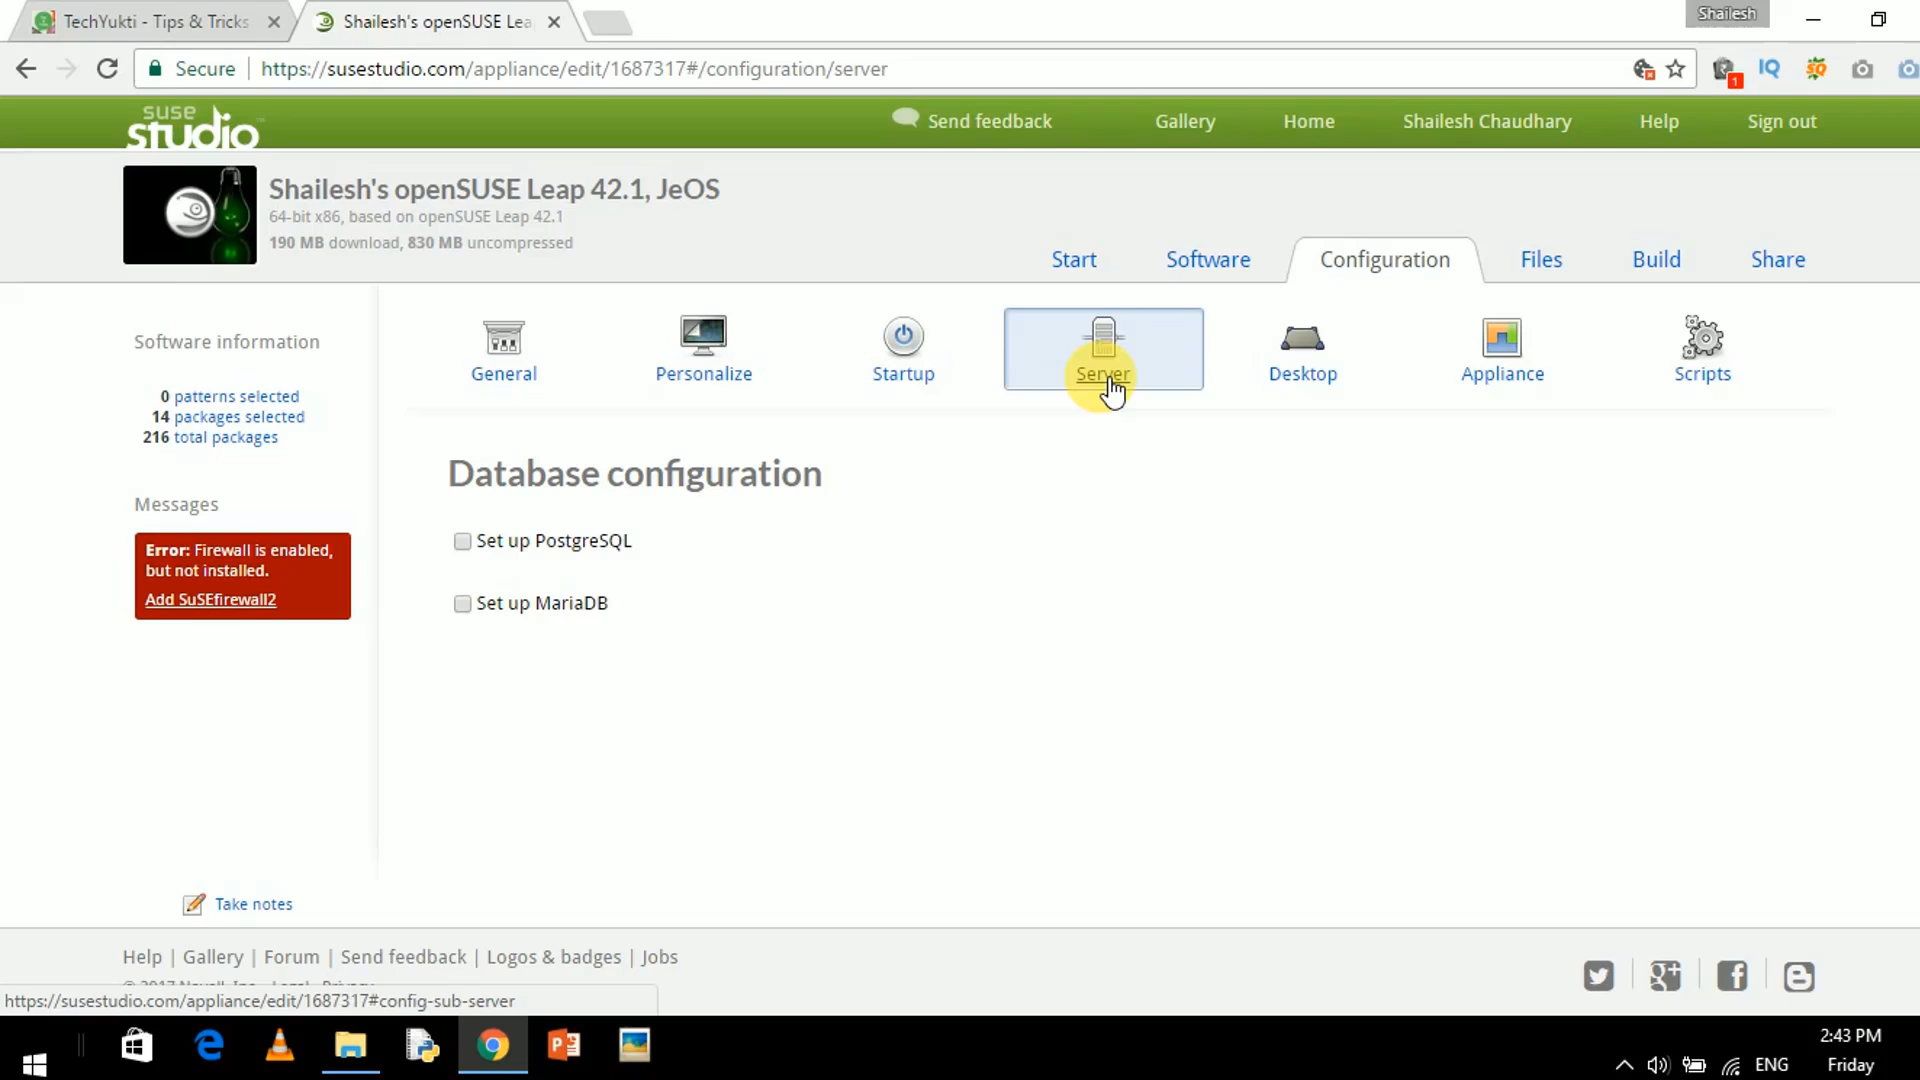 TechYukti - Tips & Tricks
Shailesh's openSUSE Lea
Shailesh
Secure
https://susestudio.com/appliance/edit/1687317#/configuration/server
1
IQ
SQ
suse
studio
Send feedback
Gallery
Home
Shailesh Chaudhary
Help
Sign out
Shailesh's openSUSE Leap 42.1, JeOS
64-bit x86, based on openSUSE Leap 42.1
190 MB download, 830 MB uncompressed
Start
Software
Configuration
Files
Build
Share
General
Personalize
Startup
Server
Desktop
Appliance
Scripts
Software information
0 patterns selected
14 packages selected
216 total packages
Messages
Error: Firewall is enabled,
but not installed.
Add SuSEfirewall2
Database configuration
Set up PostgreSQL
Set up MariaDB
Take notes
Help | Gallery | Forum | Send feedback | Logos & badges | Jobs
https://susestudio.com/appliance/edit/1687317#config-sub-server
2:43 PM
ENG
Friday